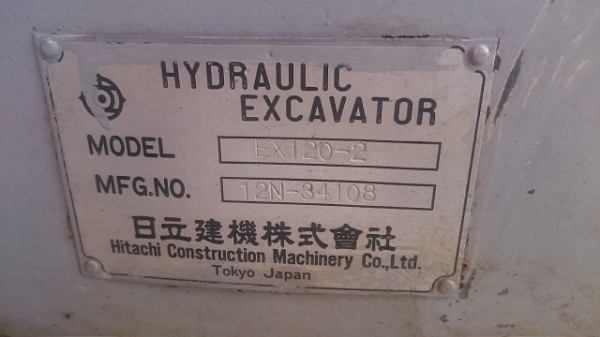 HYDRAULIC
EXCAVATOR
MODEL EX120-2
MFG.NO. 12N-34108
日立建機株式會社
Hitachi Construction Machinery Co.,Ltd.
Tokyo Japan